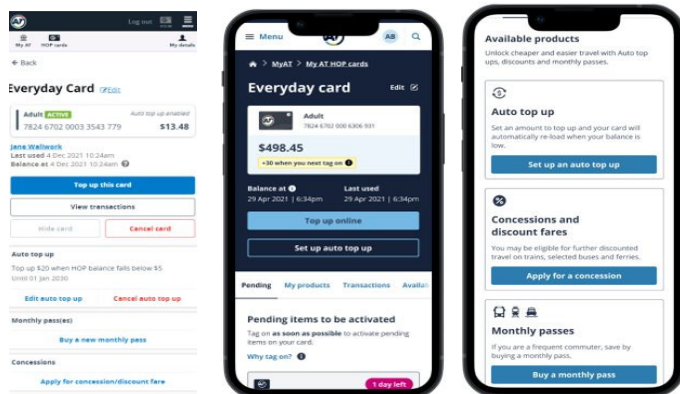 AT
Log out
My AT
HOP cards
My details
← Back
Everyday Card Edit
Adult ACTIVE
Auto top up enabled
7824 6702 0003 3543 779
$13.48
Jane Wallwork
Last used 4 Dec 2021 10:24am
Balance at 4 Dec 2021 10:24am
Top up this card
View transactions
Hide card
Cancel card
Auto top up
Top up $20 when HOP balance falls below $5
Until 01 Jan 2030
Edit auto top up
Cancel auto top up
Monthly pass(es)
Buy a new monthly pass
Concessions
Apply for concession/discount fare
Menu
AT
AB
> MyAT > My AT HOP cards
Everyday card
Edit
Adult
7824 6702 000 6306 931
$498.45
+30 when you next tag on
Balance at
Last used
29 Apr 2021 | 6:34pm
29 Apr 2021 | 6:34pm
Top up online
Set up auto top up
Pending
My products
Transactions
Availa
Pending items to be activated
Tag on as soon as possible to activate pending
items on your card.
Why tag on?
1 day left
Available products
Unlock cheaper and easier travel with Auto top
ups, discounts and monthly passes.
Auto top up
Set an amount to top up and your card will
automatically re-load when your balance is
low.
Set up an auto top up
Concessions and
discount fares
You may be eligible for further discounted
travel on trains, selected buses and ferries.
Apply for a concession
Monthly passes
If you are a frequent commuter, save by
buying a monthly pass.
Buy a monthly pass